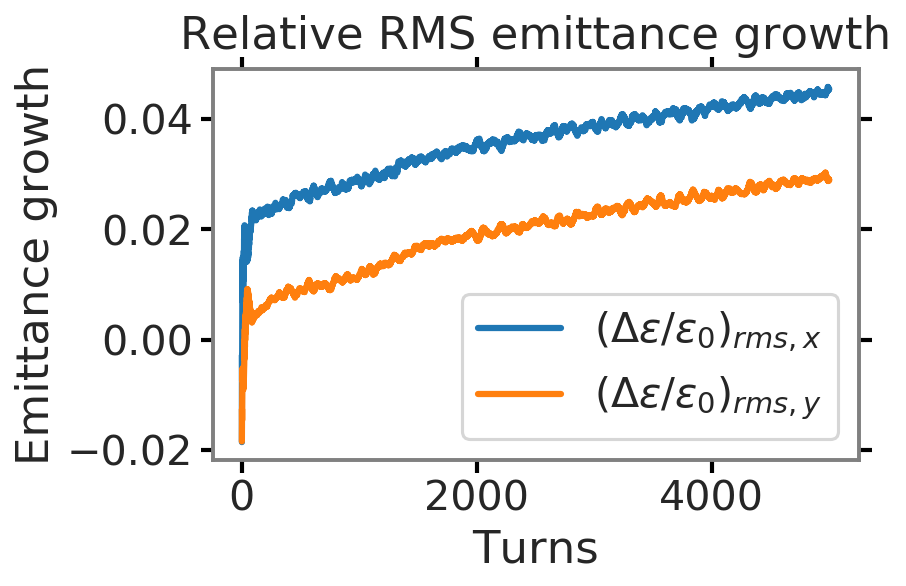 Relative RMS emittance growth
Emittance growth
0.04
0.02
0.00
−0.02
(Δε/ε₀)ᵣₘₛ,ₓ
(Δε/ε₀)_{rms,y}
0 2000 4000
Turns